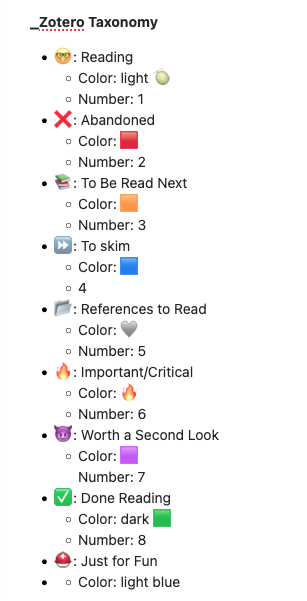 _Zotero Taxonomy
• 🤓: Reading
◦ Color: light 🍈
◦ Number: 1
• ❌: Abandoned
◦ Color: 🟥
◦ Number: 2
• 📚: To Be Read Next
◦ Color: 🟧
◦ Number: 3
• ⏩: To skim
◦ Color: 🟦
◦ 4
• 📂: References to Read
◦ Color: 🩶
◦ Number: 5
• 🔥: Important/Critical
◦ Color: 🔥
◦ Number: 6
• 😈: Worth a Second Look
◦ Color: 🟪
Number: 7
• ✅: Done Reading
◦ Color: dark 🟩
◦ Number: 8
• ⛑: Just for Fun
• ◦ Color: light blue